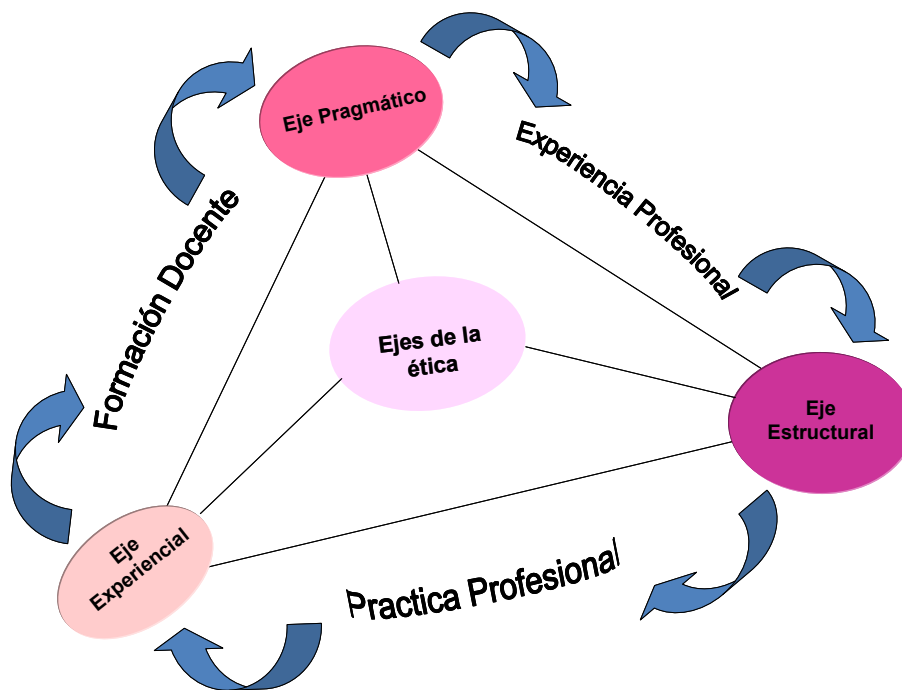 Eje Pragmático
Experiencia Profesional
Formación Docente
Ejes de la
ética
Eje
Estructural
Eje
Experiencial
Practica Profesional